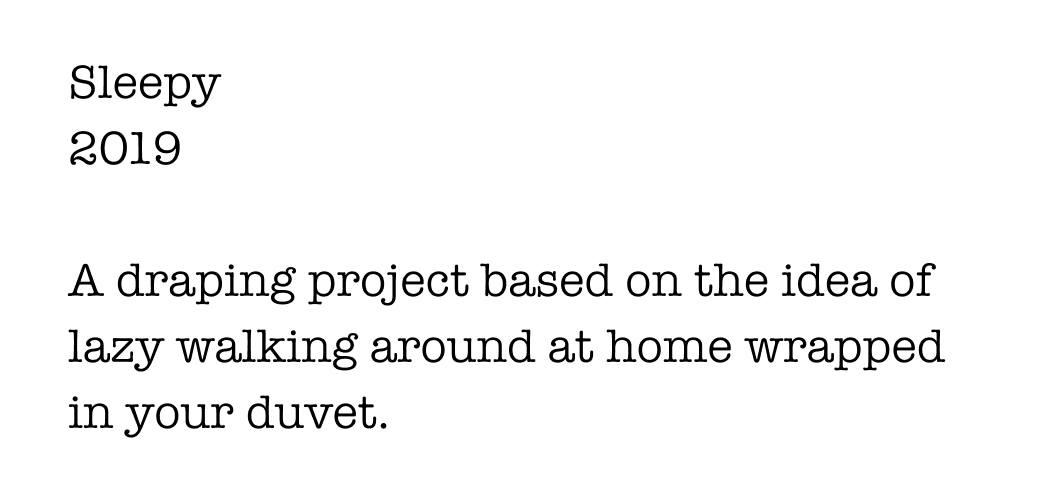 Sleepy
2019
A draping project based on the idea of
lazy walking around at home wrapped
in your duvet.